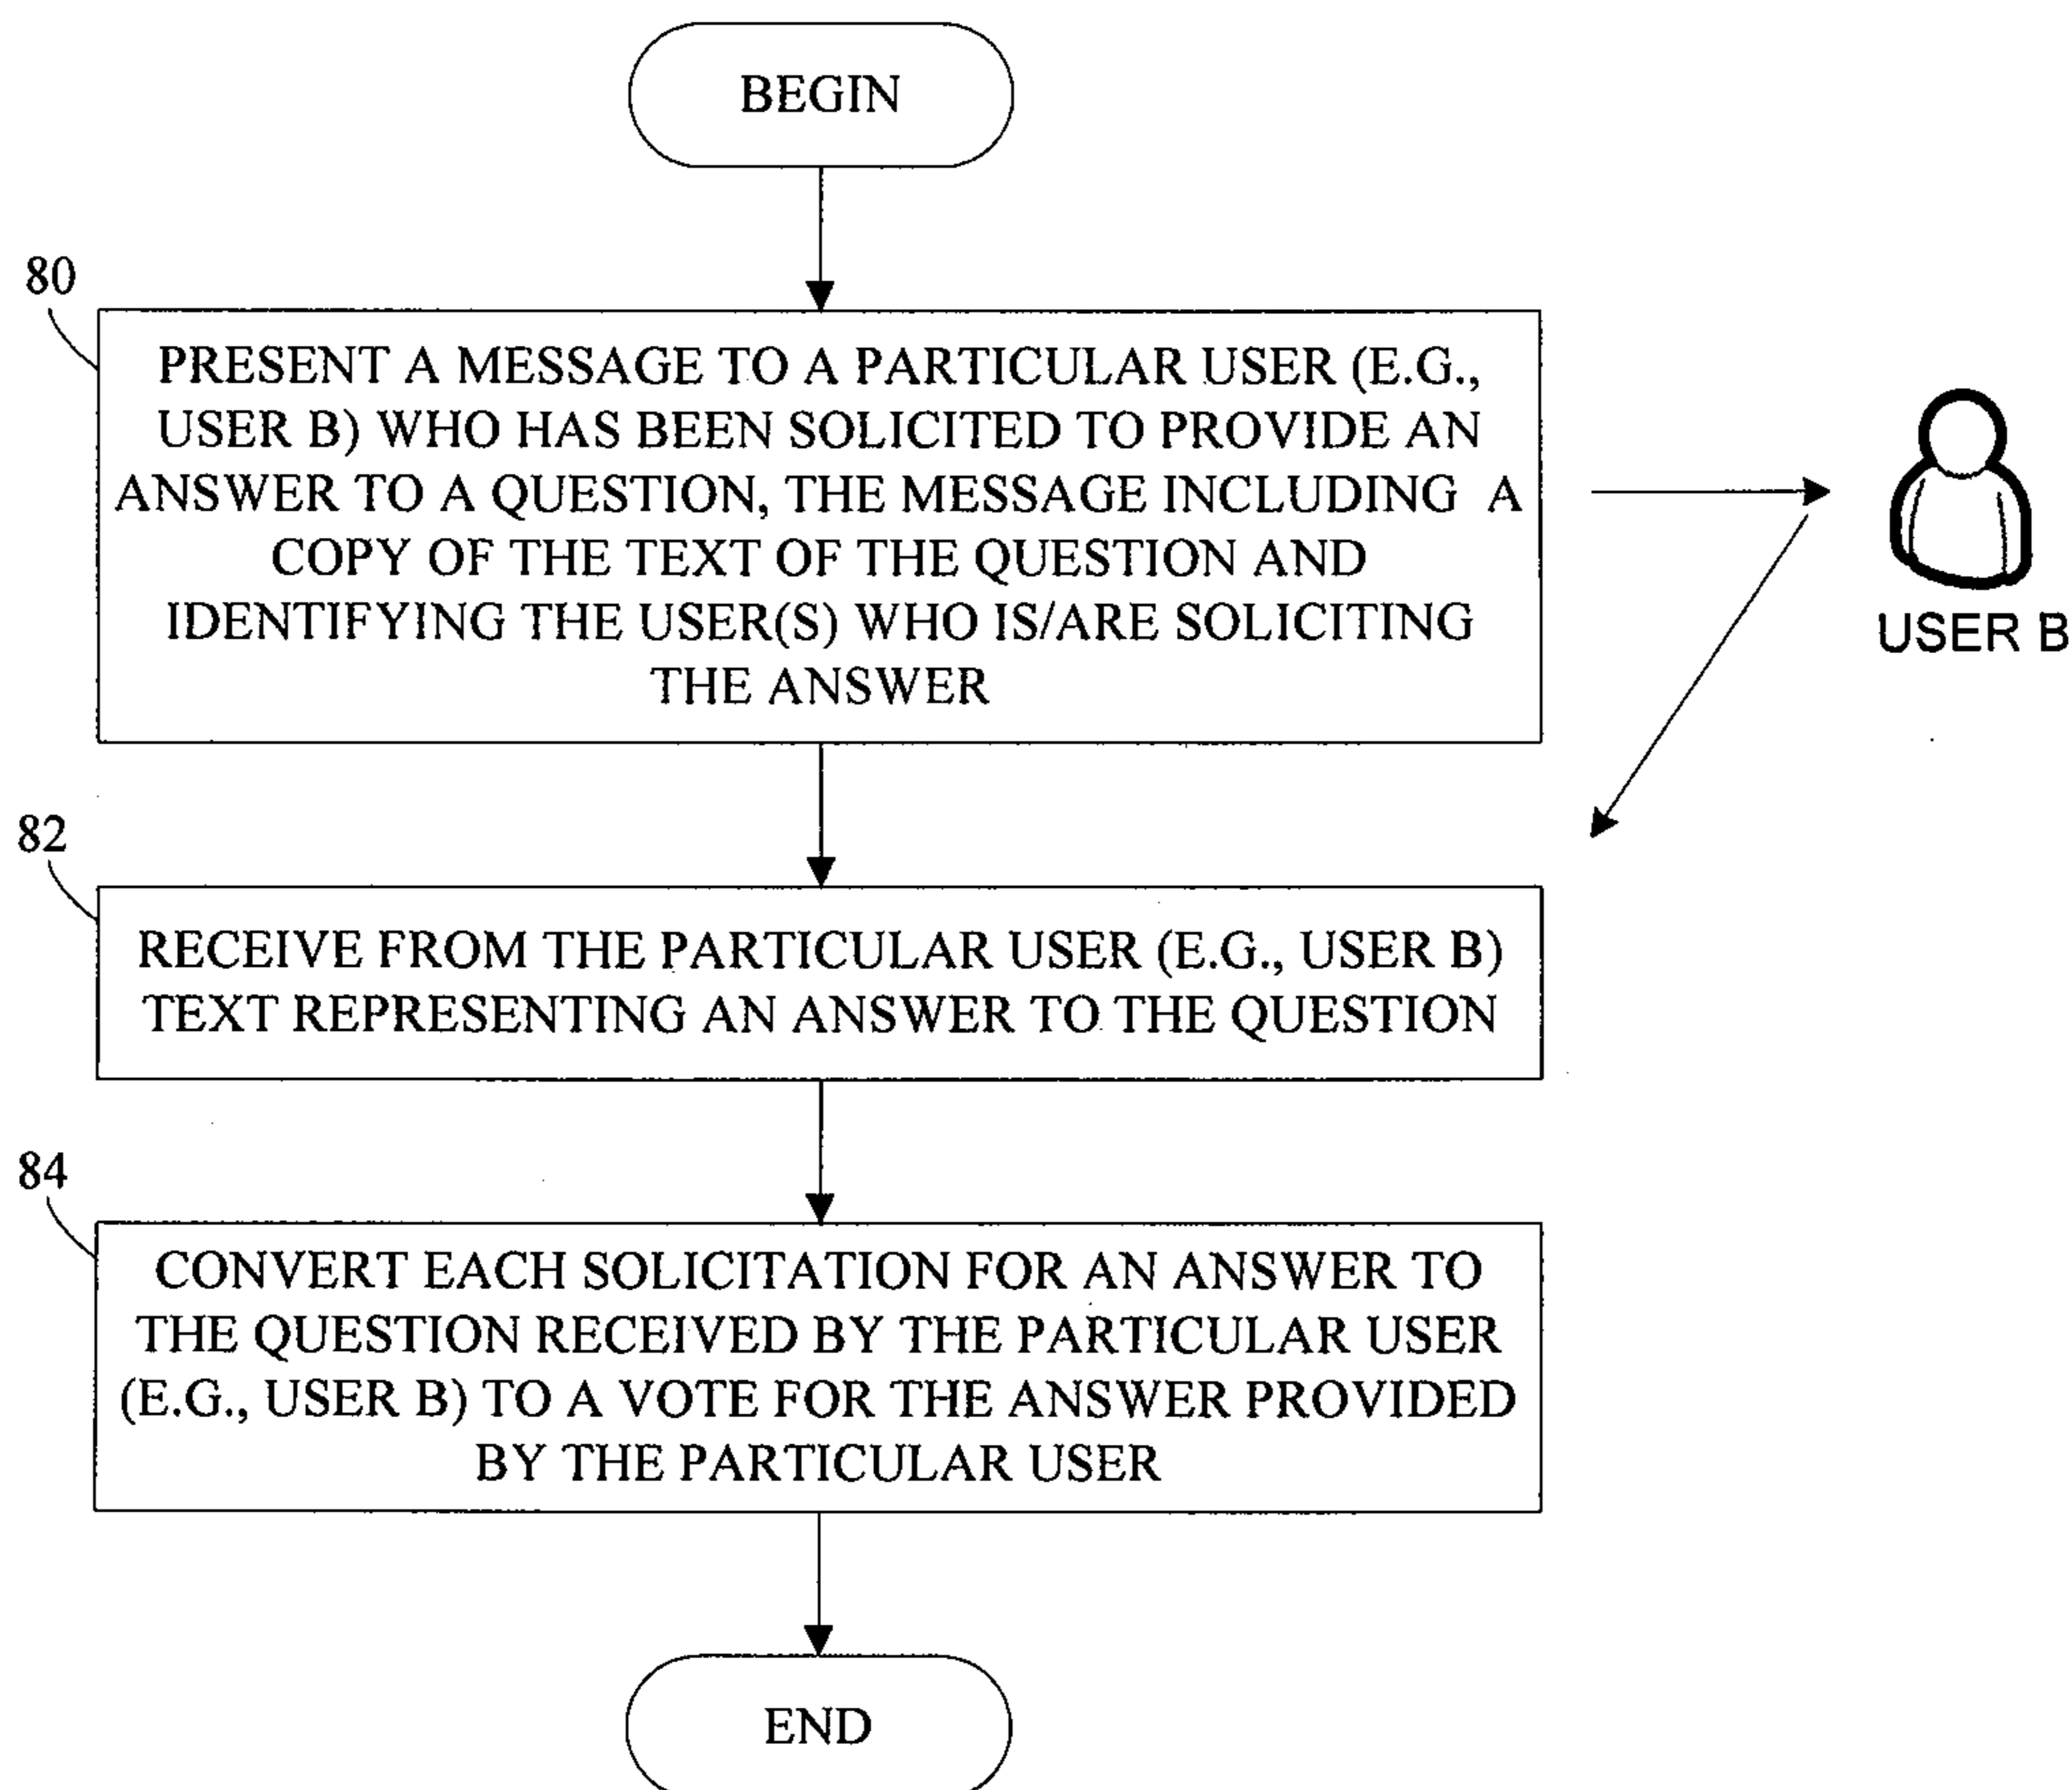 BEGIN
80
PRESENT A MESSAGE TO A PARTICULAR USER (E.G.,
USER B) WHO HAS BEEN SOLICITED TO PROVIDE AN
ANSWER TO A QUESTION, THE MESSAGE INCLUDING A
COPY OF THE TEXT OF THE QUESTION AND
IDENTIFYING THE USER(S) WHO IS/ARE SOLICITING
THE ANSWER
USER B
82
RECEIVE FROM THE PARTICULAR USER (E.G., USER B)
TEXT REPRESENTING AN ANSWER TO THE QUESTION
84
CONVERT EACH SOLICITATION FOR AN ANSWER TO
THE QUESTION RECEIVED BY THE PARTICULAR USER
(E.G., USER B) TO A VOTE FOR THE ANSWER PROVIDED
BY THE PARTICULAR USER
END